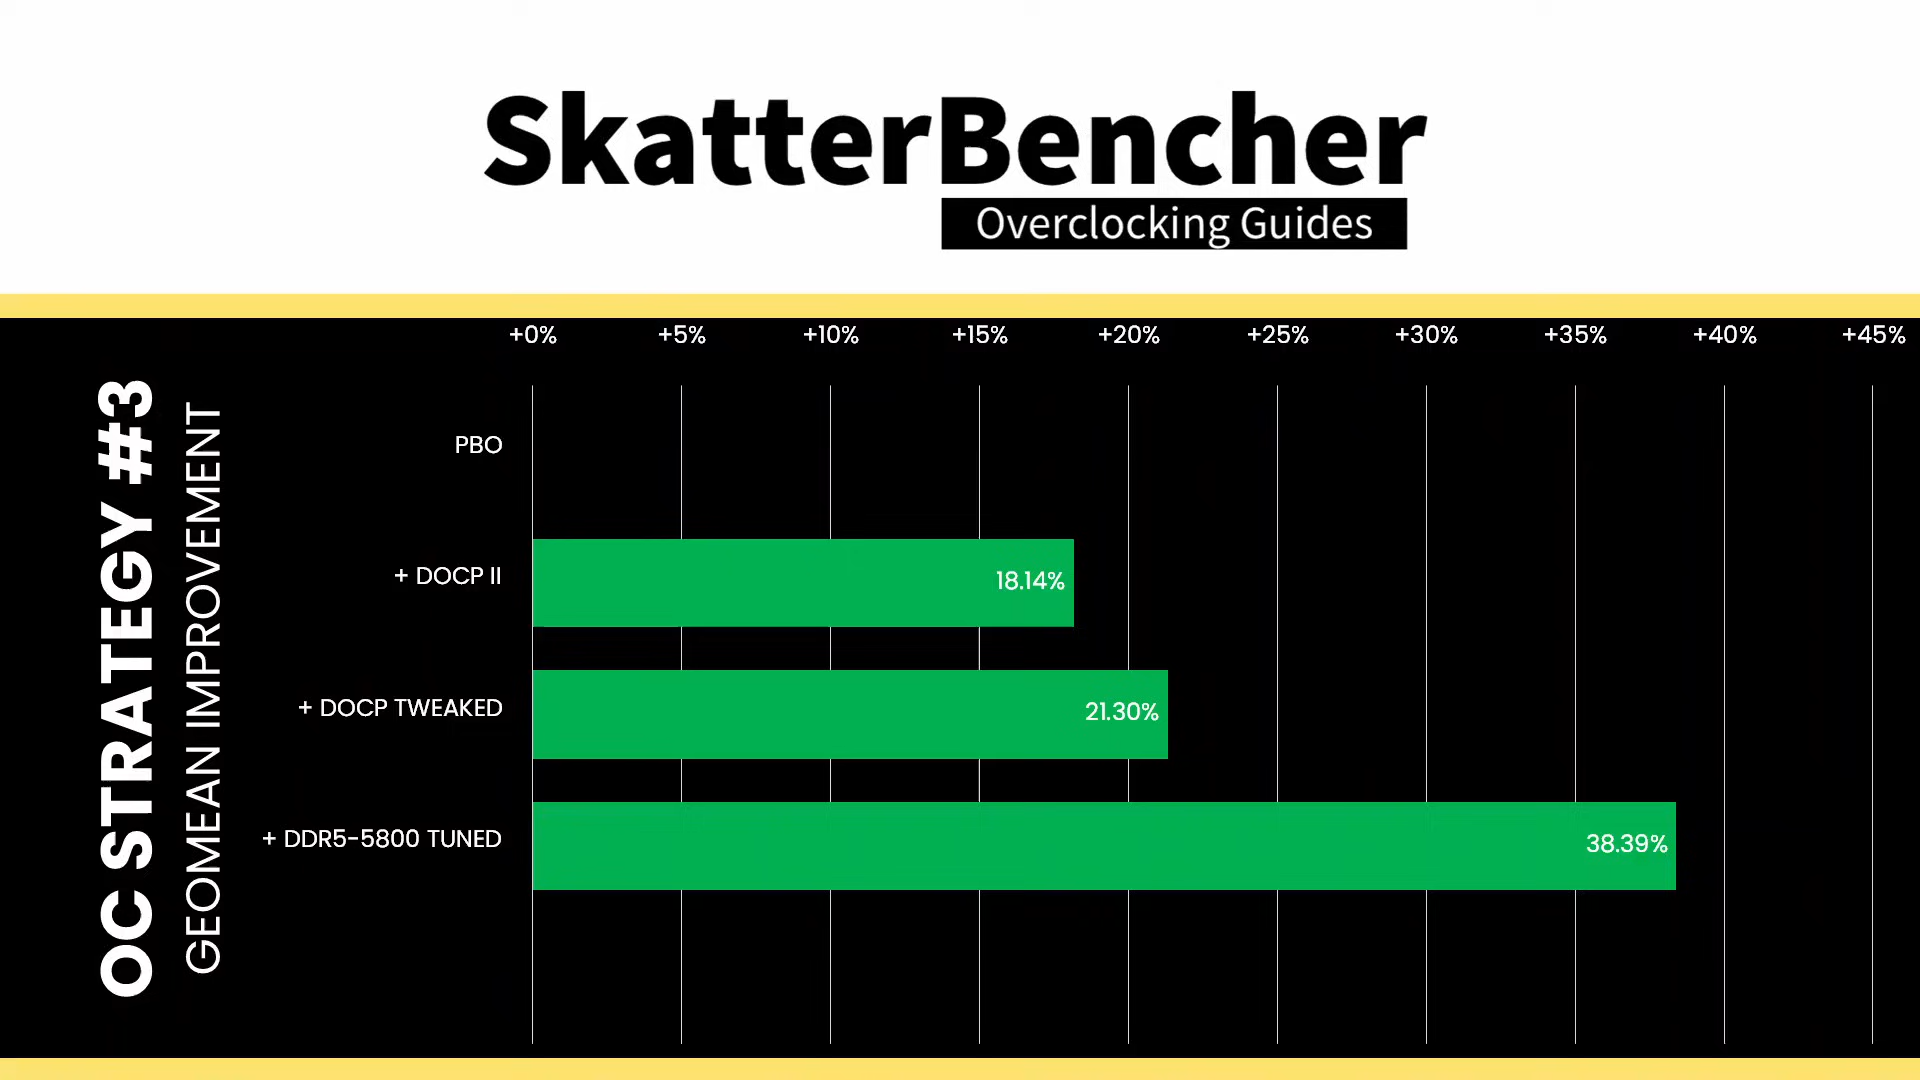 SkatterBencher
Overclocking Guides
+0% +5% +10% +15% +20% +25% +30% +35% +40% +45%
OC STRATEGY #3
GEOMEAN IMPROVEMENT
PBO
+ DOCP II 18.14%
+ DOCP TWEAKED 21.30%
+ DDR5-5800 TUNED 38.39%